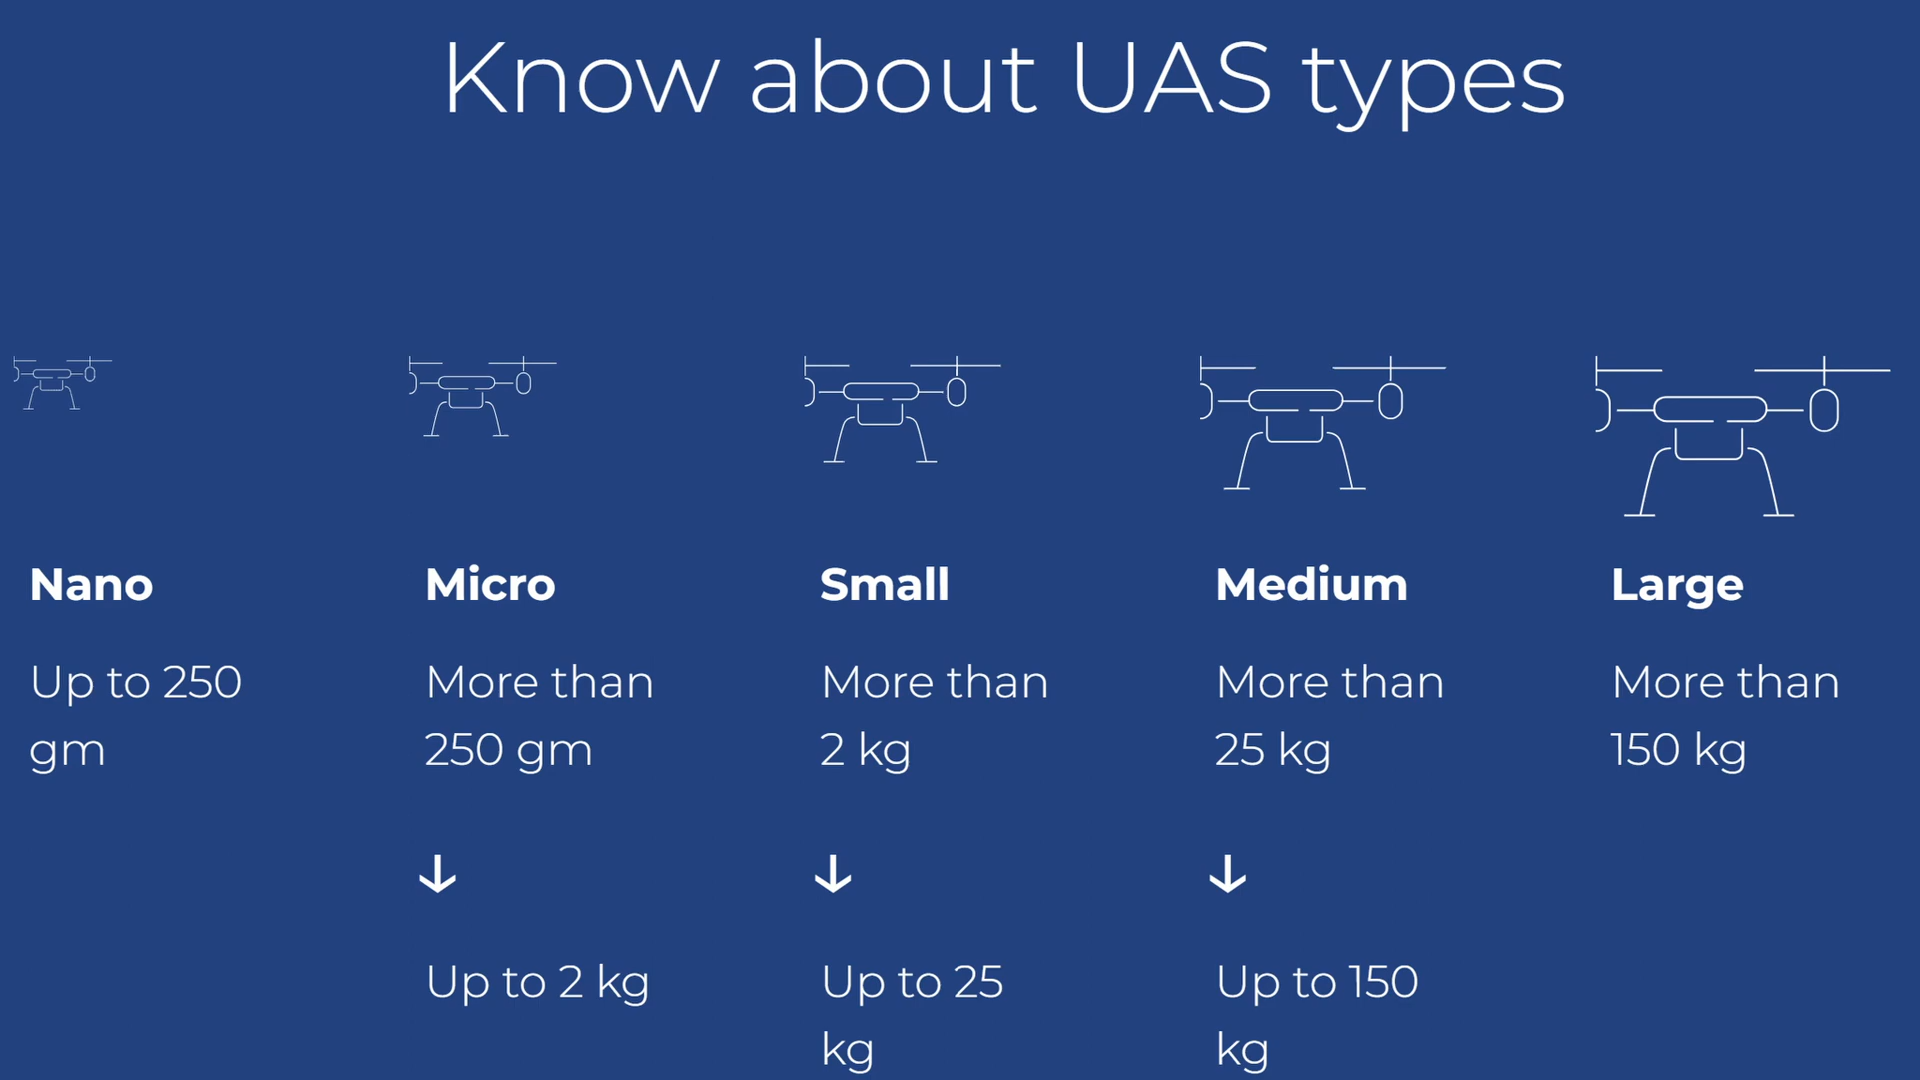 Know about UAS types
Nano
Up to 250
gm
Micro
More than
250 gm
↓
Up to 2 kg
Small
More than
2 kg
↓
Up to 25
kg
Medium
More than
25 kg
↓
Up to 150
kg
Large
More than
150 kg